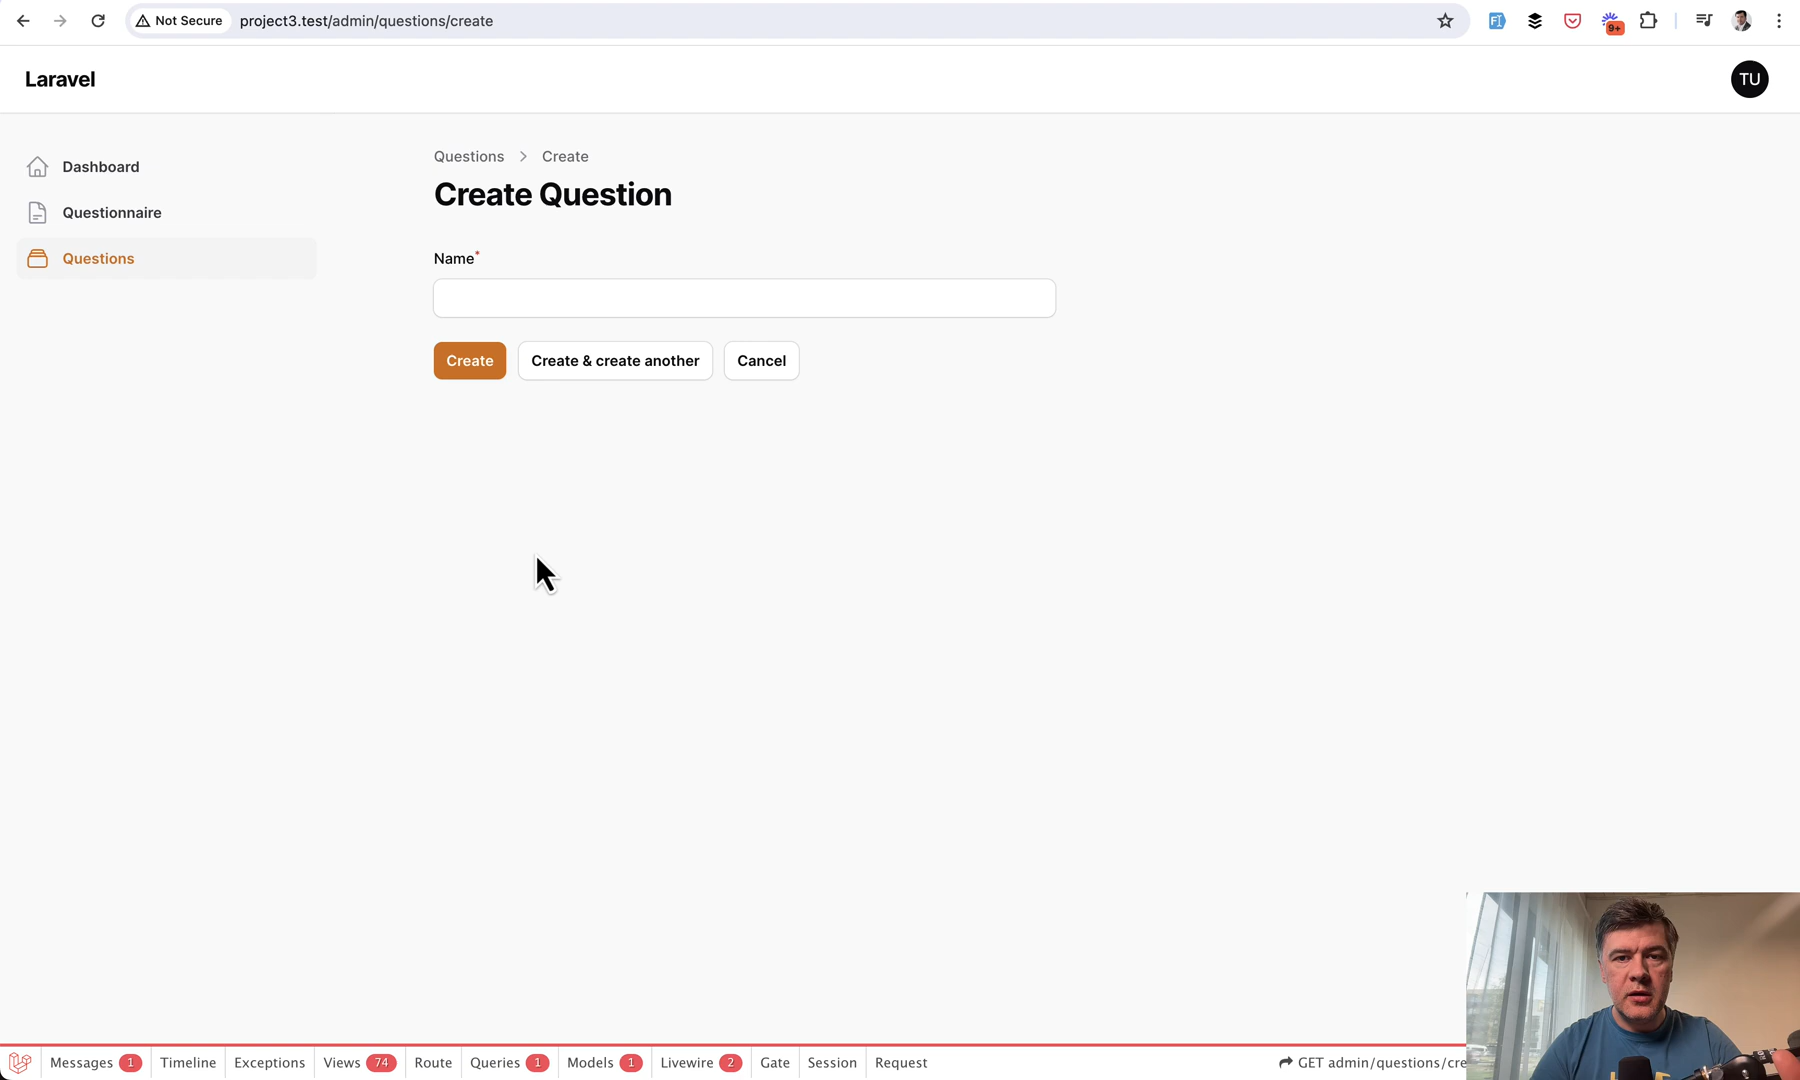 Not Secure project3.test/admin/questions/create
9+
Laravel
TU
Dashboard
Questionnaire
Questions
Questions > Create
Create Question
Name*
Create Create & create another Cancel
Messages 1 Timeline Exceptions Views 74 Route Queries 1 Models 1 Livewire 2 Gate Session Request GET admin/questions/cre